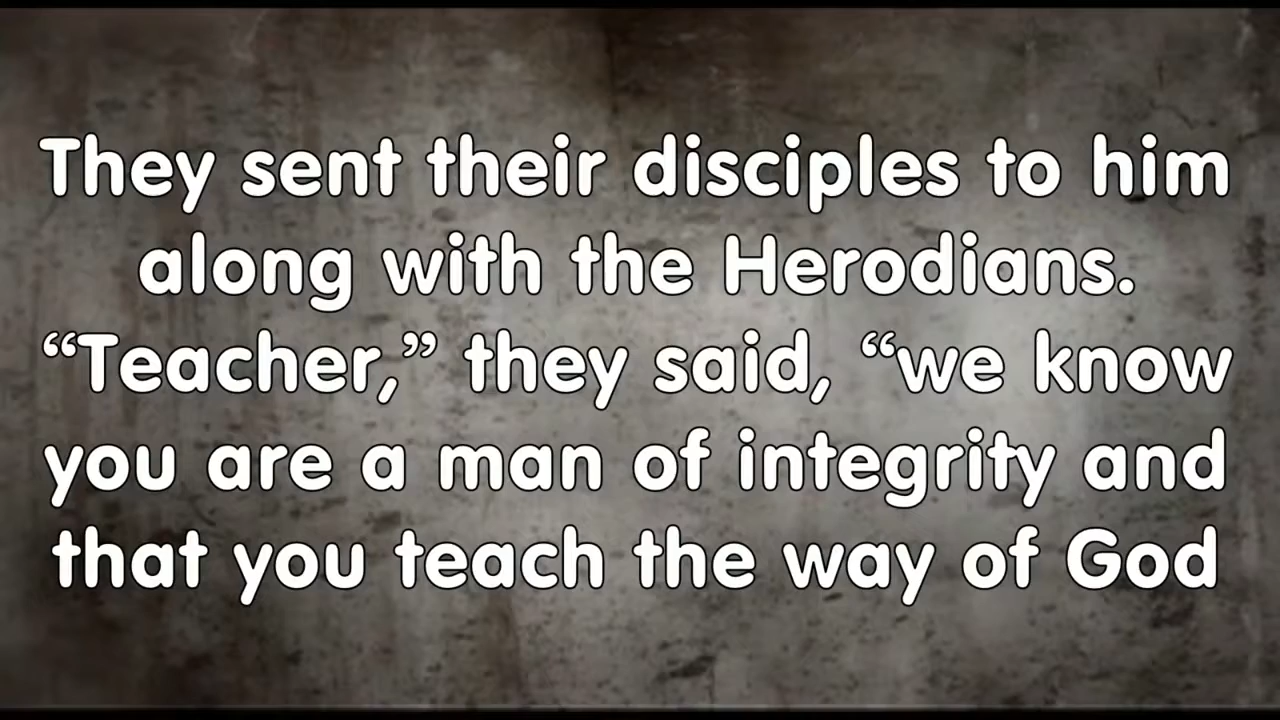 They sent their disciples to him
along with the Herodians.
“Teacher,” they said, “we know
you are a man of integrity and
that you teach the way of God